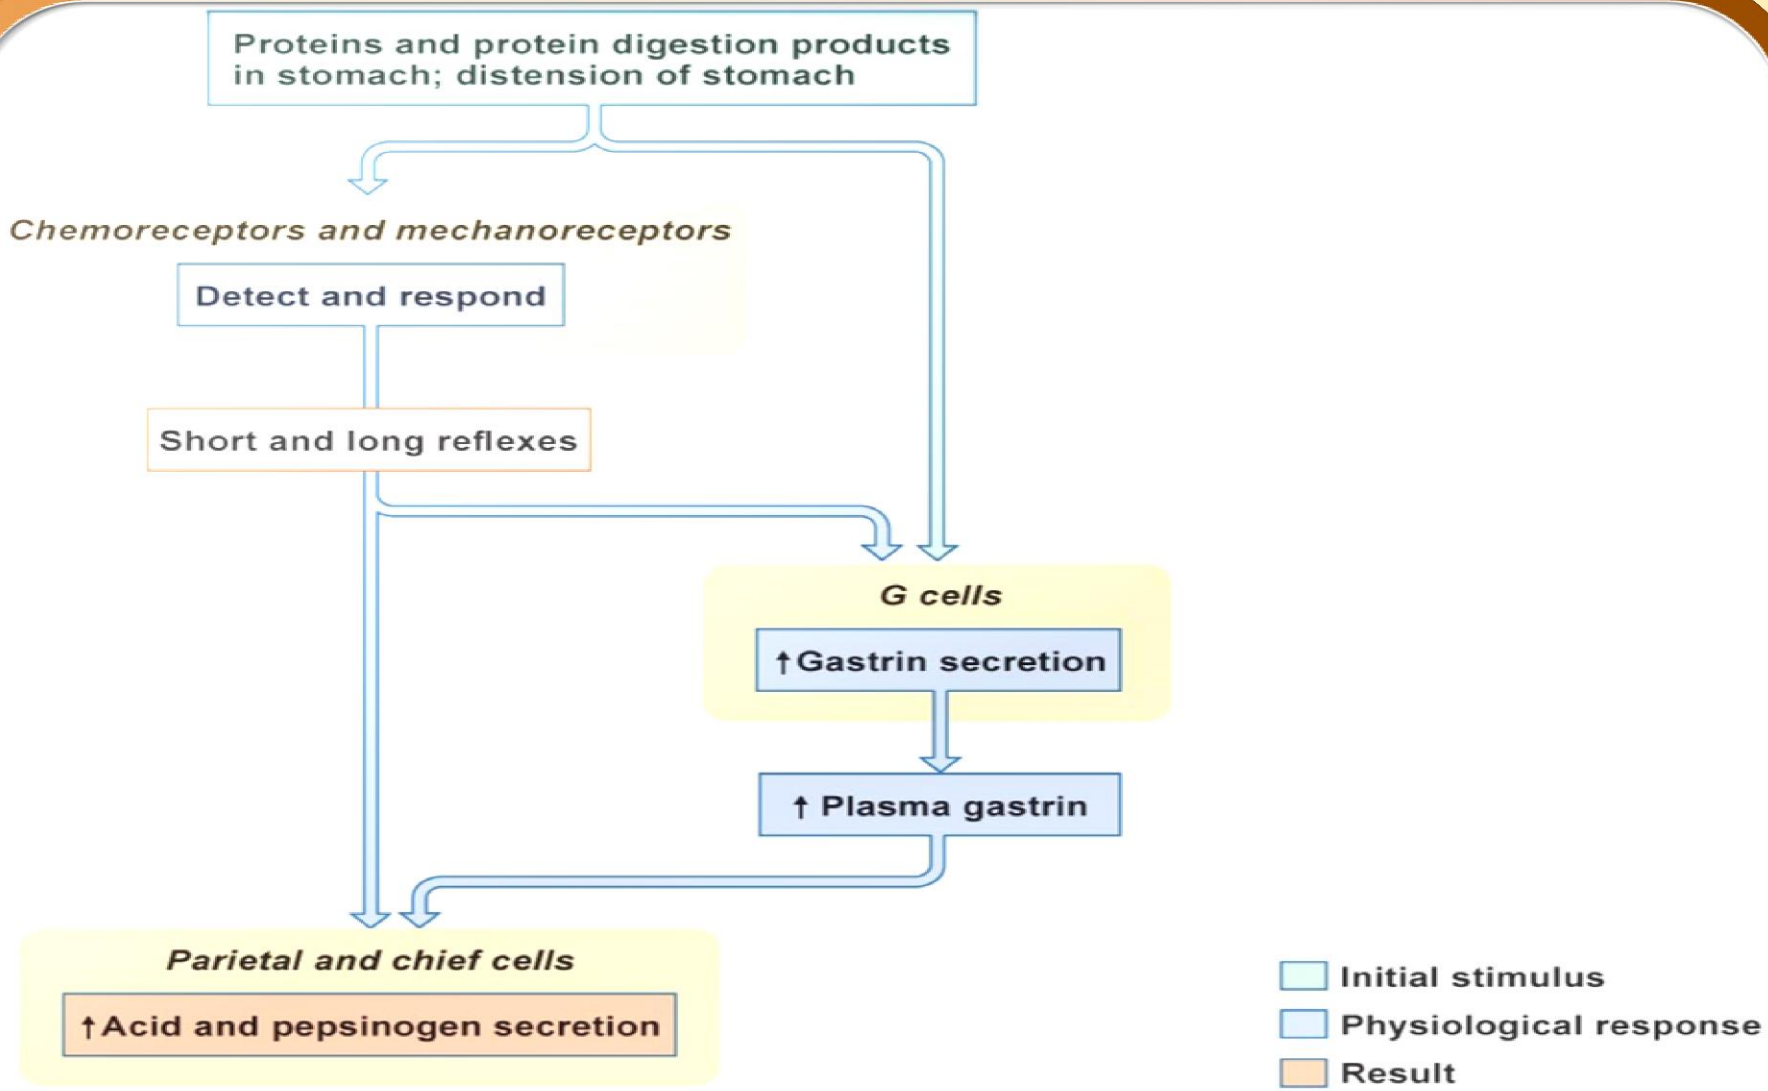 Proteins and protein digestion products
in stomach; distension of stomach
Chemoreceptors and mechanoreceptors
Detect and respond
Short and long reflexes
G cells
↑Gastrin secretion
↑ Plasma gastrin
Parietal and chief cells
↑Acid and pepsinogen secretion
Initial stimulus
Physiological response
Result